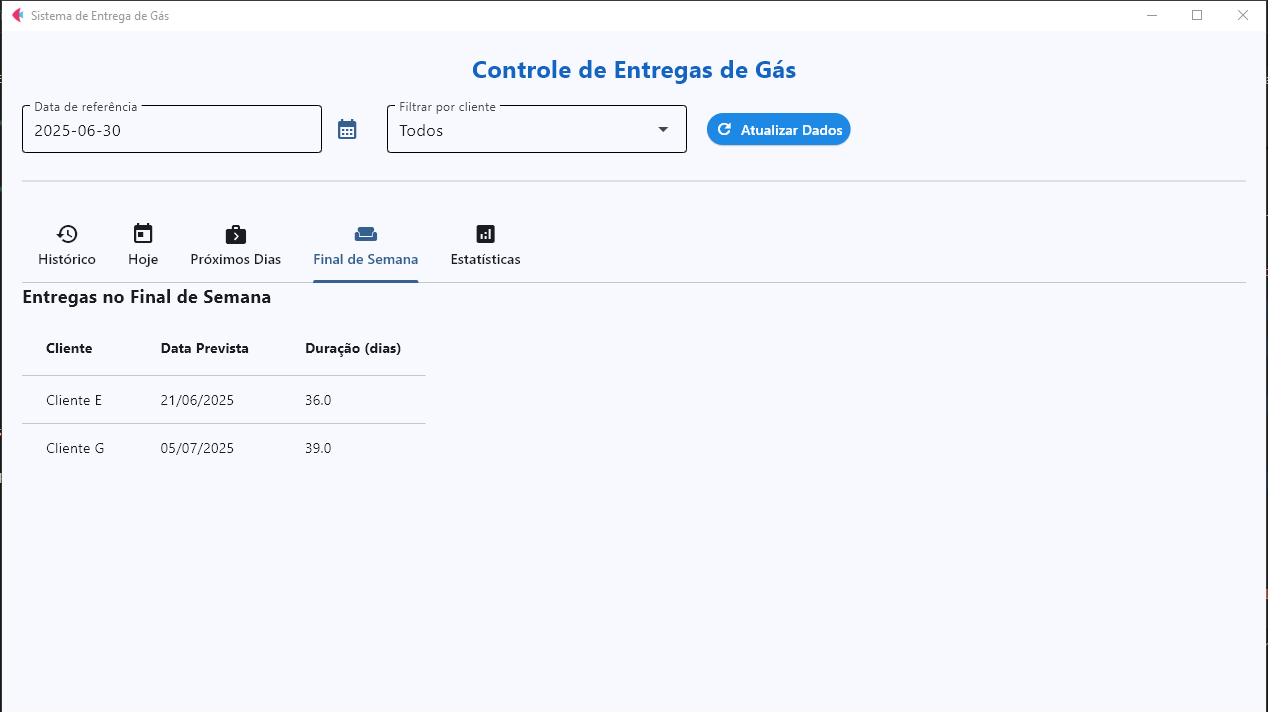 Sistema de Entrega de Gás
Controle de Entregas de Gás
Data de referência
2025-06-30
Filtrar por cliente
Todos
Atualizar Dados
Histórico
Hoje
Próximos Dias
Final de Semana
Estatísticas
Entregas no Final de Semana
Cliente Data Prevista Duração (dias)
Cliente E 21/06/2025 36.0
Cliente G 05/07/2025 39.0